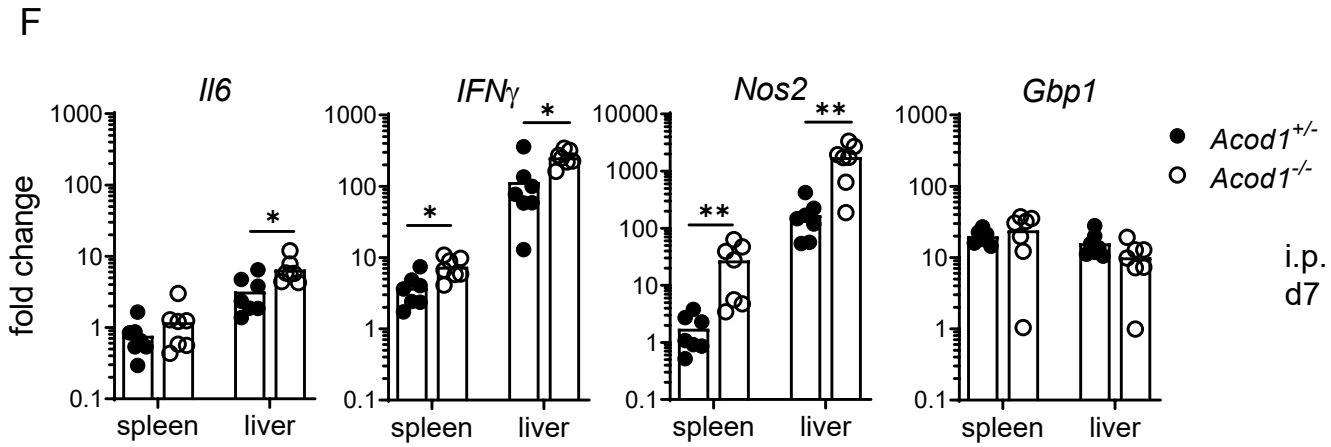 F
Il6
IFNγ
Nos2
Gbp1
fold change
1000
100
10
1
0.1
*
spleen
liver
1000
100
10
1
0.1
*
*
spleen
liver
10000
1000
100
10
1
0.1
**
**
spleen
liver
1000
100
10
1
0.1
spleen
liver
Acod1+/-
Acod1-/-
i.p.
d7